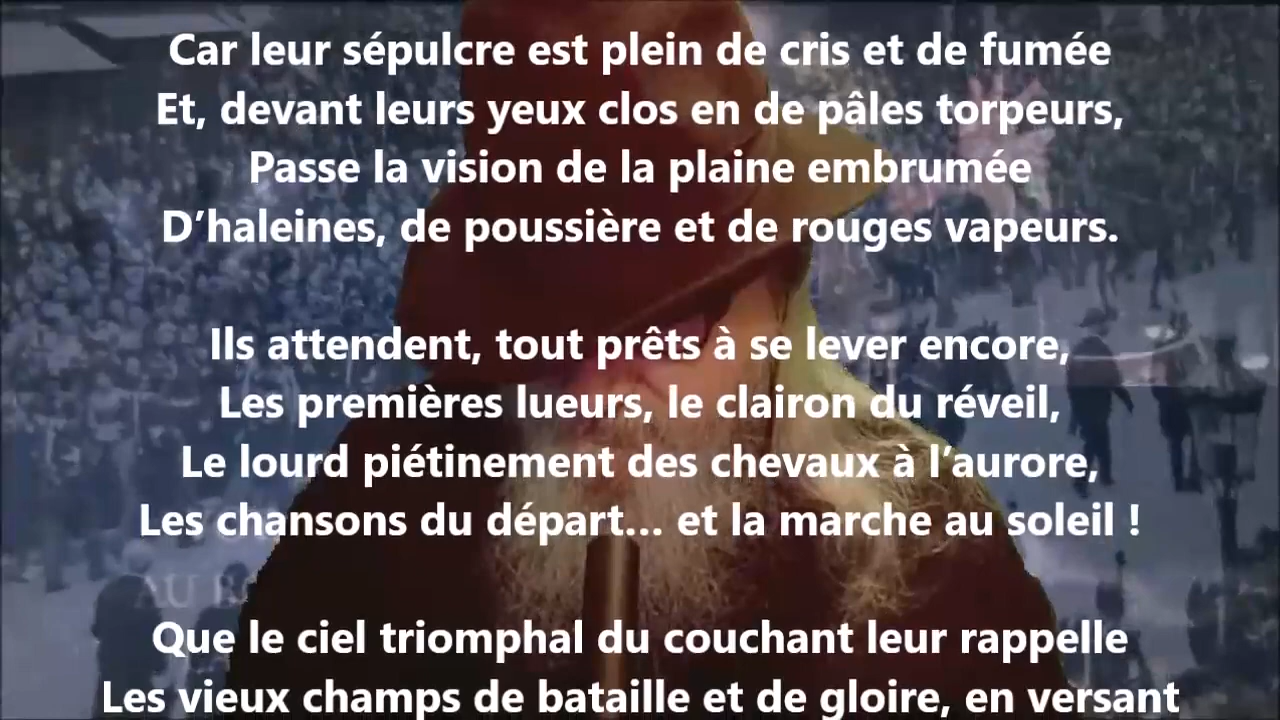 Car leur sépulcre est plein de cris et de fumée
Et, devant leurs yeux clos en de pâles torpeurs,
Passe la vision de la plaine embrumée
D’haleines, de poussière et de rouges vapeurs.
Ils attendent, tout prêts à se lever encore,
Les premières lueurs, le clairon du réveil,
Le lourd piétinement des chevaux à l’aurore,
Les chansons du départ… et la marche au soleil !
AU
Que le ciel triomphal du couchant leur rappelle
Les vieux champs de bataille et de gloire, en versant